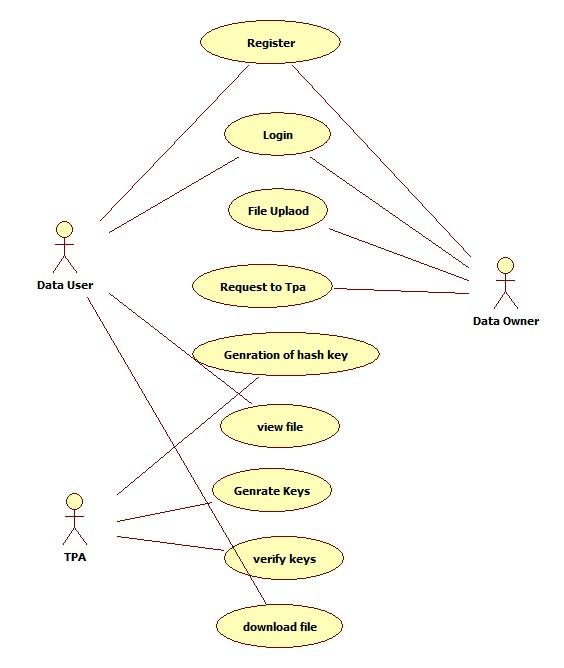 Register
Login
File Uplaod
Data User
Request to Tpa
Data Owner
Genration of hash key
view file
Genrate Keys
TPA
verify keys
download file